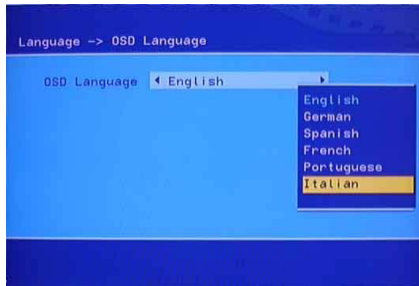 Language -> OSD Language
OSD Language English
English
German
Spanish
French
Portuguese
Italian